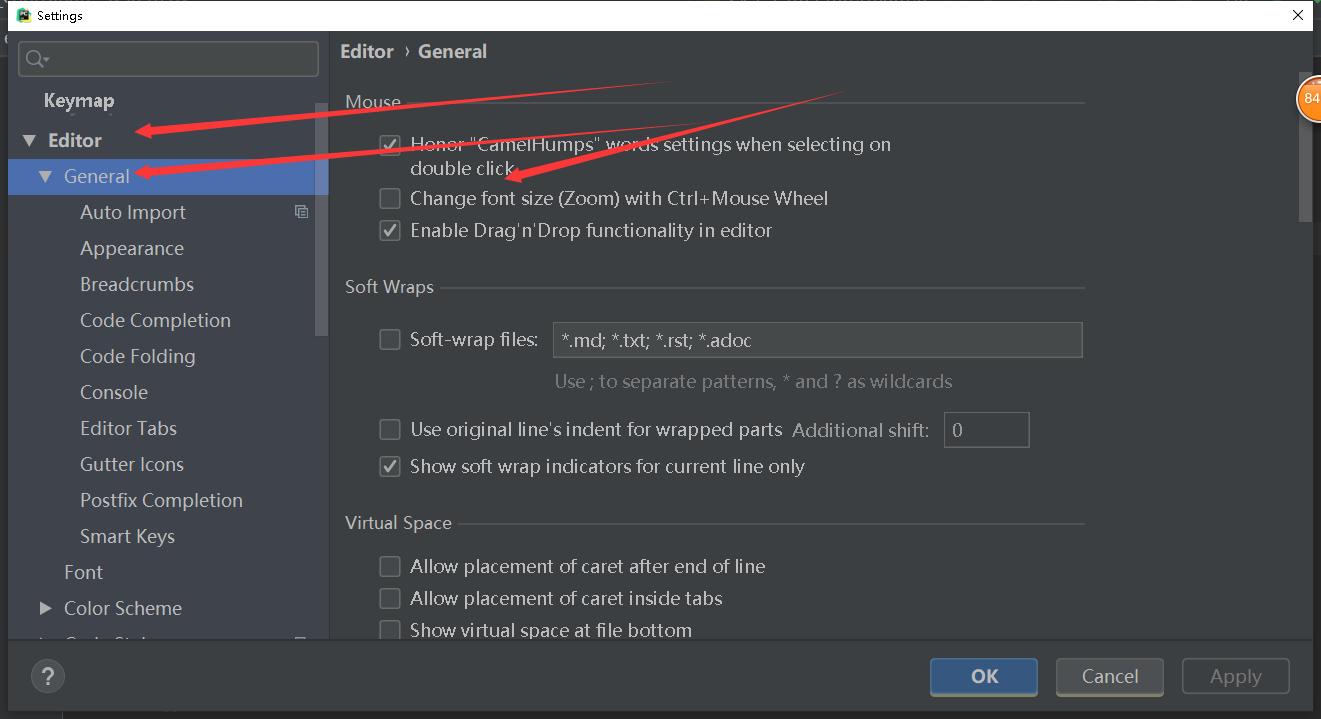 Settings
Keymap
Editor
General
Auto Import
Appearance
Breadcrumbs
Code Completion
Code Folding
Console
Editor Tabs
Gutter Icons
Postfix Completion
Smart Keys
Font
Color Scheme
Editor › General
Mouse
Honor "CamelHumps" words settings when selecting on
double click
Change font size (Zoom) with Ctrl+Mouse Wheel
Enable Drag'n'Drop functionality in editor
Soft Wraps
Soft-wrap files: *.md; *.txt; *.rst; *.adoc
Use ; to separate patterns, * and ? as wildcards
Use original line's indent for wrapped parts Additional shift: 0
Show soft wrap indicators for current line only
Virtual Space
Allow placement of caret after end of line
Allow placement of caret inside tabs
Show virtual space at file bottom
84
?
OK
Cancel
Apply